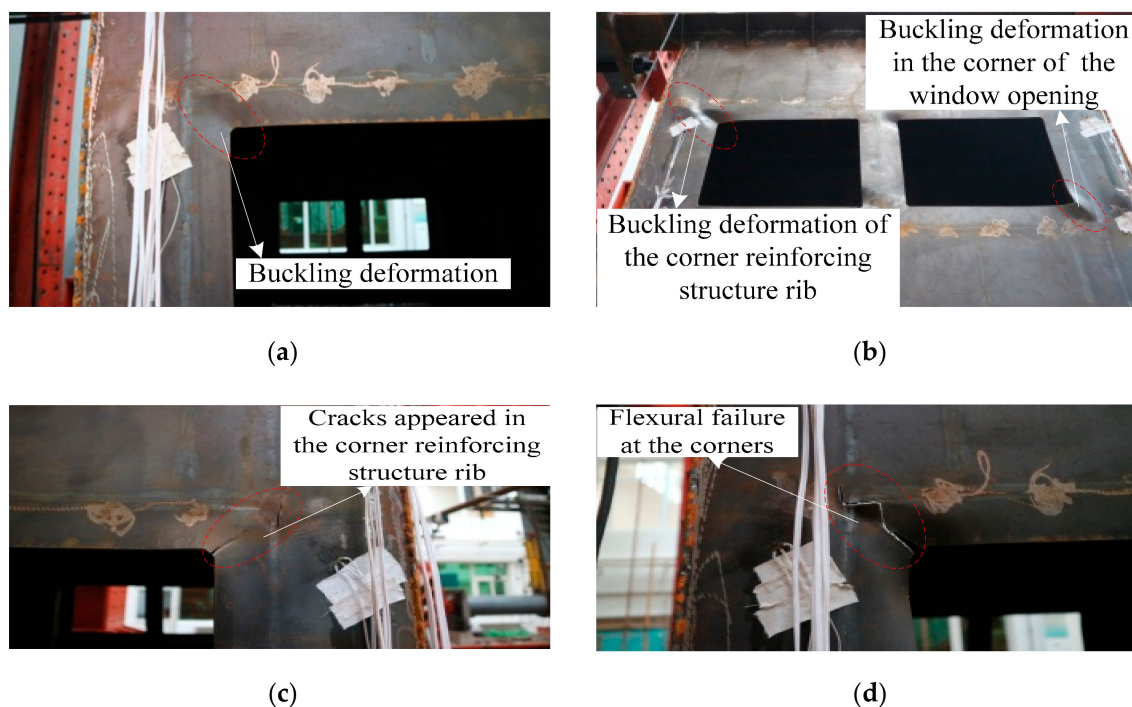 Buckling deformation
(a)
Buckling deformation
in the corner of the
window opening
Buckling deformation of
the corner reinforcing
structure rib
(b)
Cracks appeared in
the corner reinforcing
structure rib
(c)
Flexural failure
at the corners
(d)